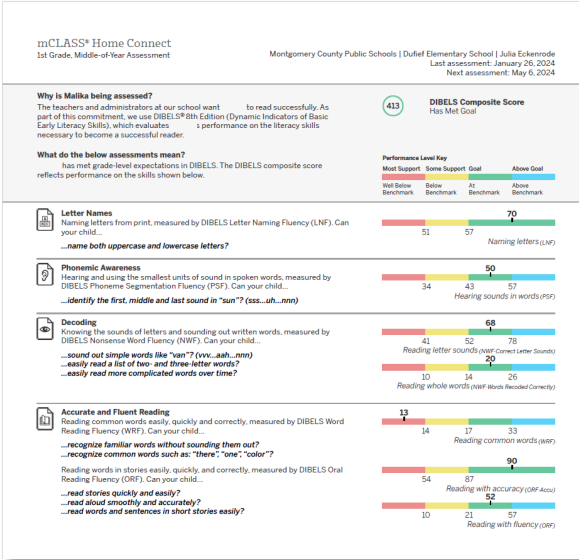 mCLASS® Home Connect
1st Grade, Middle-of-Year Assessment
Montgomery County Public Schools | Dufief Elementary School | Julia Eckenrode
Last assessment: January 26, 2024
Next assessment: May 6, 2024
Why is Malika being assessed?
The teachers and administrators at our school want to read successfully. As
part of this commitment, we use DIBELS® 8th Edition (Dynamic Indicators of Basic
Early Literacy Skills), which evaluates s performance on the literacy skills
necessary to become a successful reader.
413
DIBELS Composite Score
Has Met Goal
What do the below assessments mean?
has met grade-level expectations in DIBELS. The DIBELS composite score
reflects performance on the skills shown below.
Performance Level Key
Most Support Some Support Goal Above Goal
Well Below Below At Above
Benchmark Benchmark Benchmark Benchmark
Letter Names
Naming letters from print, measured by DIBELS Letter Naming Fluency (LNF). Can
your child...
...name both uppercase and lowercase letters?
70
51 57
Naming letters (LNF)
Phonemic Awareness
Hearing and using the smallest units of sound in spoken words, measured by
DIBELS Phoneme Segmentation Fluency (PSF). Can your child...
...identify the first, middle and last sound in “sun”? (sss...uh...nnn)
50
34 43 57
Hearing sounds in words (PSF)
Decoding
Knowing the sounds of letters and sounding out written words, measured by
DIBELS Nonsense Word Fluency (NWF). Can your child...
...sound out simple words like “van”? (vvv...aah...nnn)
...easily read a list of two- and three-letter words?
...easily read more complicated words over time?
68
41 52 78
Reading letter sounds (NWF-Correct Letter Sounds)
20
10 14 26
Reading whole words (NWF-Words Recoded Correctly)
Accurate and Fluent Reading
Reading common words easily, quickly and correctly, measured by DIBELS Word
Reading Fluency (WRF). Can your child...
...recognize familiar words without sounding them out?
...recognize common words such as: “there”, “one”, “color”?
13
14 17 33
Reading common words (WRF)
Reading words in stories easily, quickly, and correctly, measured by DIBELS Oral
Reading Fluency (ORF). Can your child...
...read stories quickly and easily?
...read aloud smoothly and accurately?
...read words and sentences in short stories easily?
90
54 87
Reading with accuracy (ORF-Accu)
52
10 21 57
Reading with fluency (ORF)